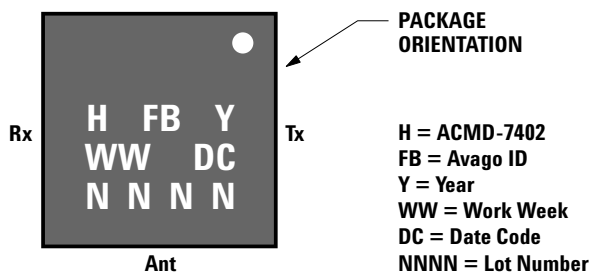 PACKAGE
ORIENTATION
H FB Y
WW DC
N N N N
Rx
Tx
Ant
H = ACMD-7402
FB = Avago ID
Y = Year
WW = Work Week
DC = Date Code
NNNN = Lot Number